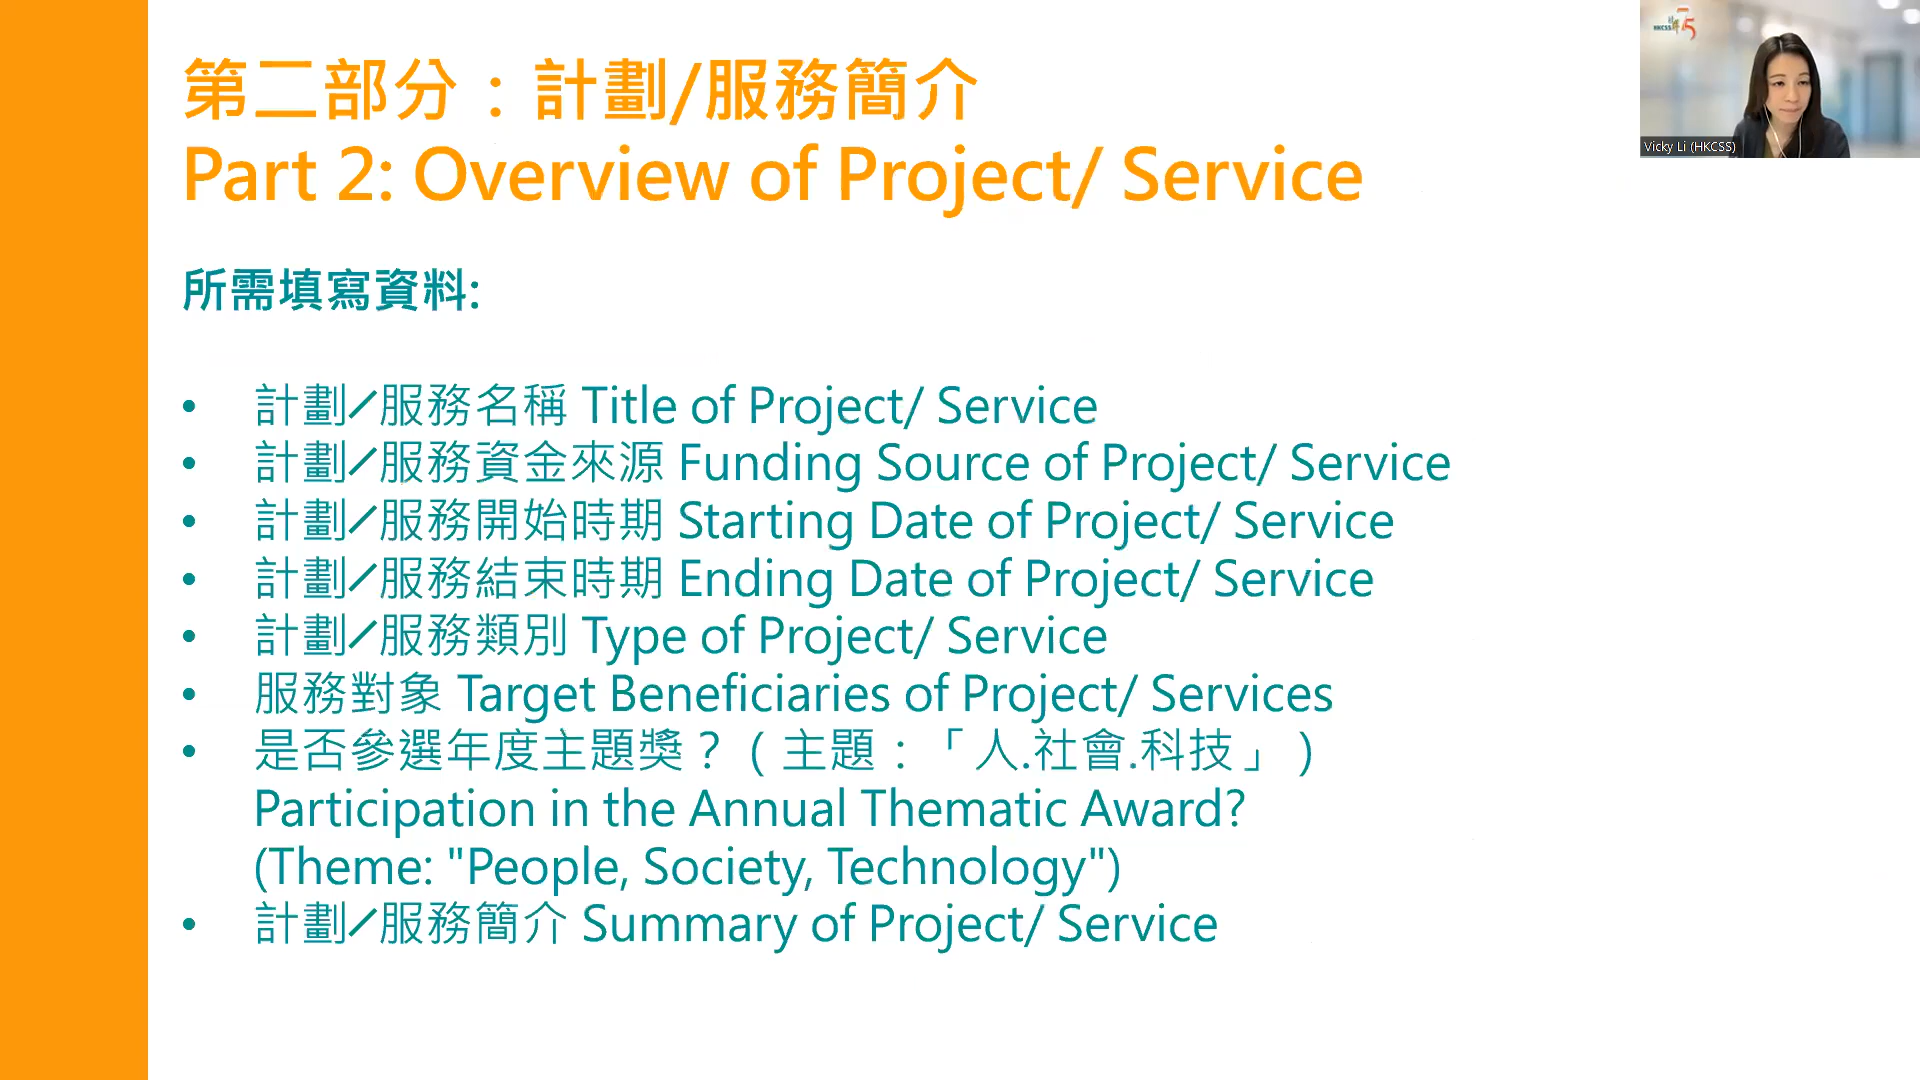 第二部分：計劃/服務簡介
Part 2: Overview of Project/ Service
所需填寫資料:
• 計劃／服務名稱 Title of Project/ Service
• 計劃／服務資金來源 Funding Source of Project/ Service
• 計劃／服務開始時期 Starting Date of Project/ Service
• 計劃／服務結束時期 Ending Date of Project/ Service
• 計劃／服務類別 Type of Project/ Service
• 服務對象 Target Beneficiaries of Project/ Services
• 是否參選年度主題獎？（主題：「人.社會.科技」）
Participation in the Annual Thematic Award?
(Theme: "People, Society, Technology")
• 計劃／服務簡介 Summary of Project/ Service
HKCSS
Vicky Li (HKCSS)